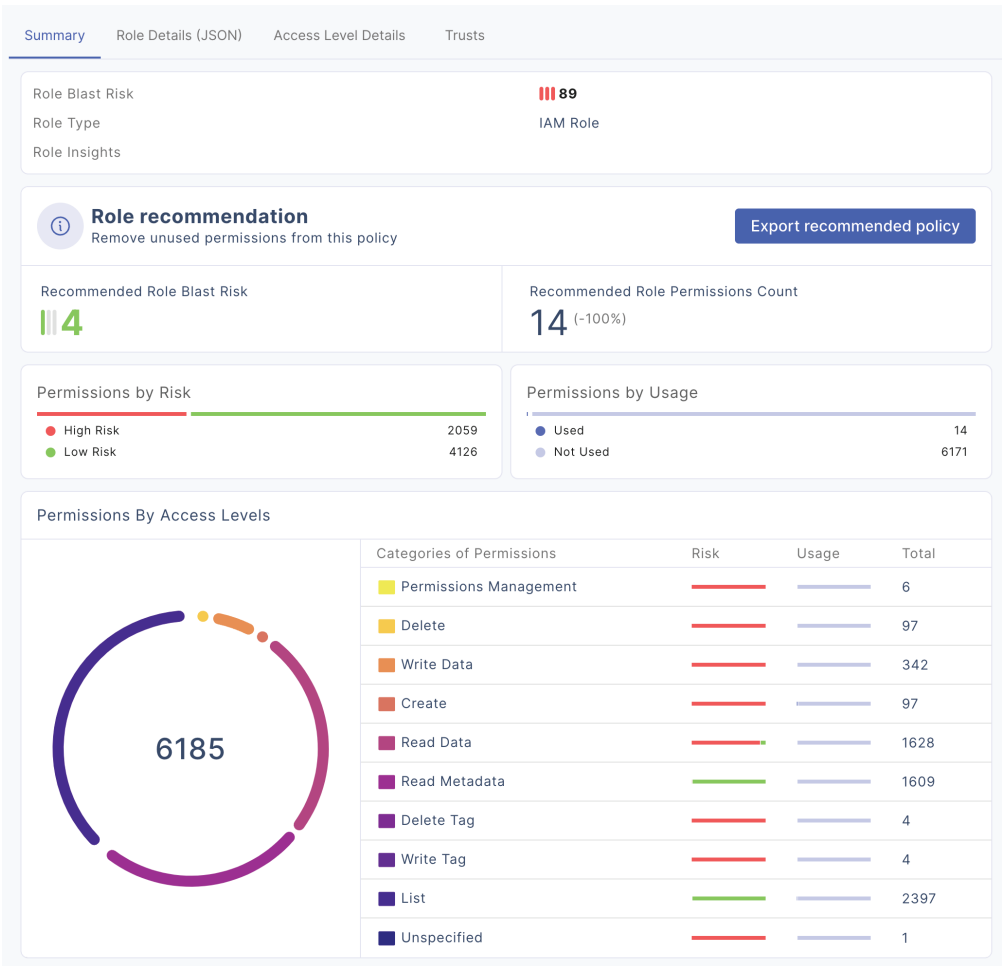 Summary Role Details (JSON) Access Level Details Trusts
Role Blast Risk 89
Role Type IAM Role
Role Insights
Role recommendation
Remove unused permissions from this policy
Export recommended policy
Recommended Role Blast Risk
4
Recommended Role Permissions Count
14 (-100%)
Permissions by Risk
High Risk 2059
Low Risk 4126
Permissions by Usage
Used 14
Not Used 6171
Permissions By Access Levels
6185
Categories of Permissions Risk Usage Total
Permissions Management 6
Delete 97
Write Data 342
Create 97
Read Data 1628
Read Metadata 1609
Delete Tag 4
Write Tag 4
List 2397
Unspecified 1